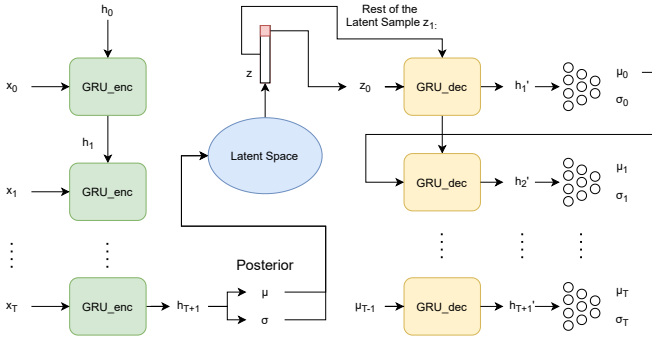 h0
Rest of the
Latent Sample z1:
x0
GRU_enc
z
z0
GRU_dec
h1'
μ0
σ0
h1
Latent Space
x1
GRU_enc
GRU_dec
h2'
μ1
σ1
Posterior
xT
GRU_enc
hT+1
μ
σ
μT-1
GRU_dec
hT+1'
μT
σT